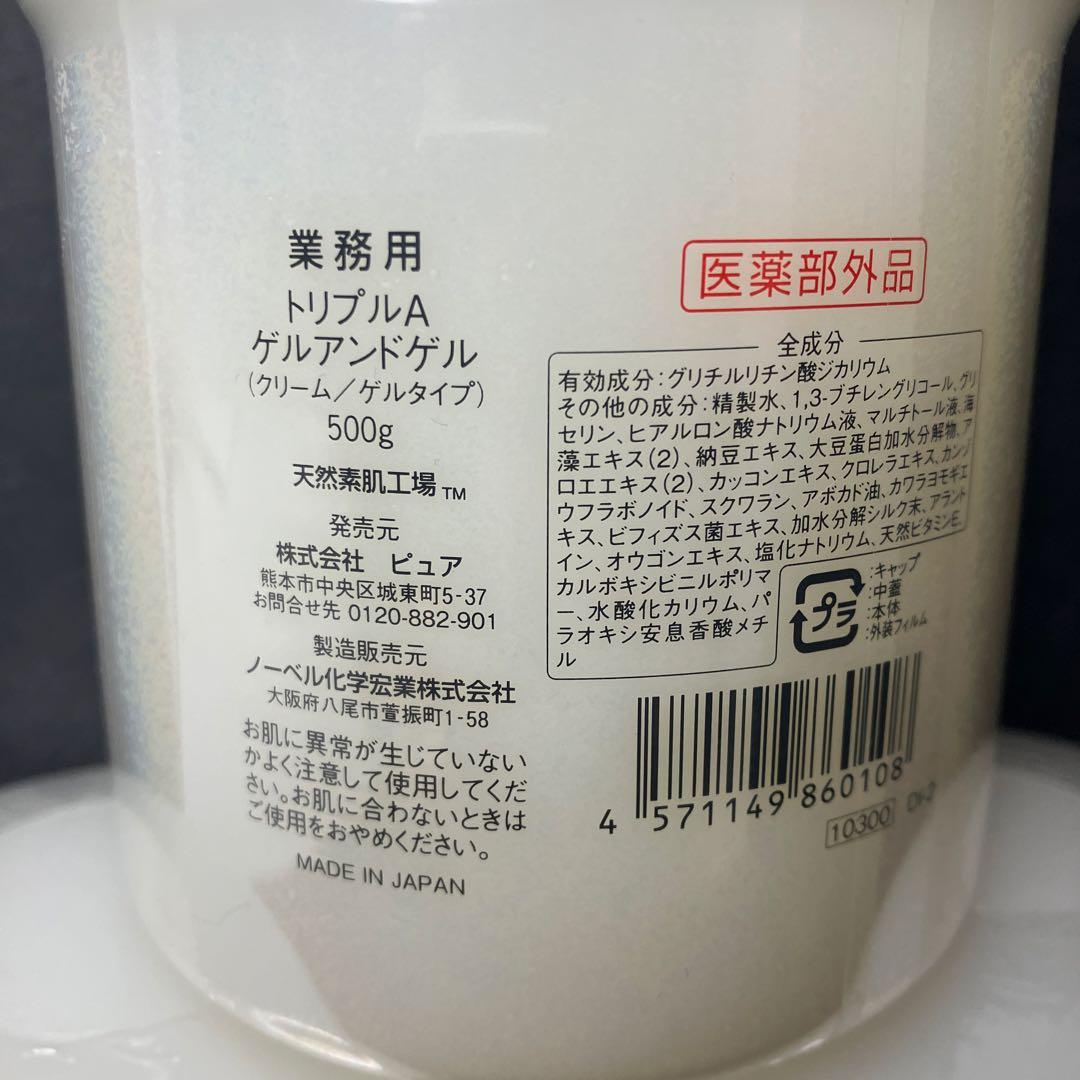 業務用
トリプルA
ゲルアンドゲル
(クリーム/ゲルタイプ)
500g
天然素肌工場™
発売元
株式会社 ピュア
熊本市中央区城東町5-37
お問合せ先 0120-882-901
製造販売元
ノーベル化学宏業株式会社
大阪府八尾市萱振町1-58
お肌に異常が生じていない
かよく注意して使用してくだ
さい。お肌に合わないときは
ご使用をおやめください。
MADE IN JAPAN
医薬部外品
全成分
有効成分:グリチルリチン酸ジカリウム
その他の成分:精製水、1,3-ブチレングリコール、グリ
セリン、ヒアルロン酸ナトリウム液、マルチトール液、海
藻エキス(2)、納豆エキス、大豆蛋白加水分解物、ア
ロエエキス(2)、カッコンエキス、クロレラエキス、カンゾ
ウフラボノイド、スクワラン、アボカド油、カワラヨモギエ
キス、ビフィズス菌エキス、加水分解シルク末、アラント
イン、オウゴンエキス、塩化ナトリウム、天然ビタミンE、
カルボキシビニルポリマ
ー、水酸化カリウム、パ
ラオキシ安息香酸メチ
ル
プラ
:キャップ
:中蓋
:本体
:外装フィルム
4 571149 860108
10300 DI-2